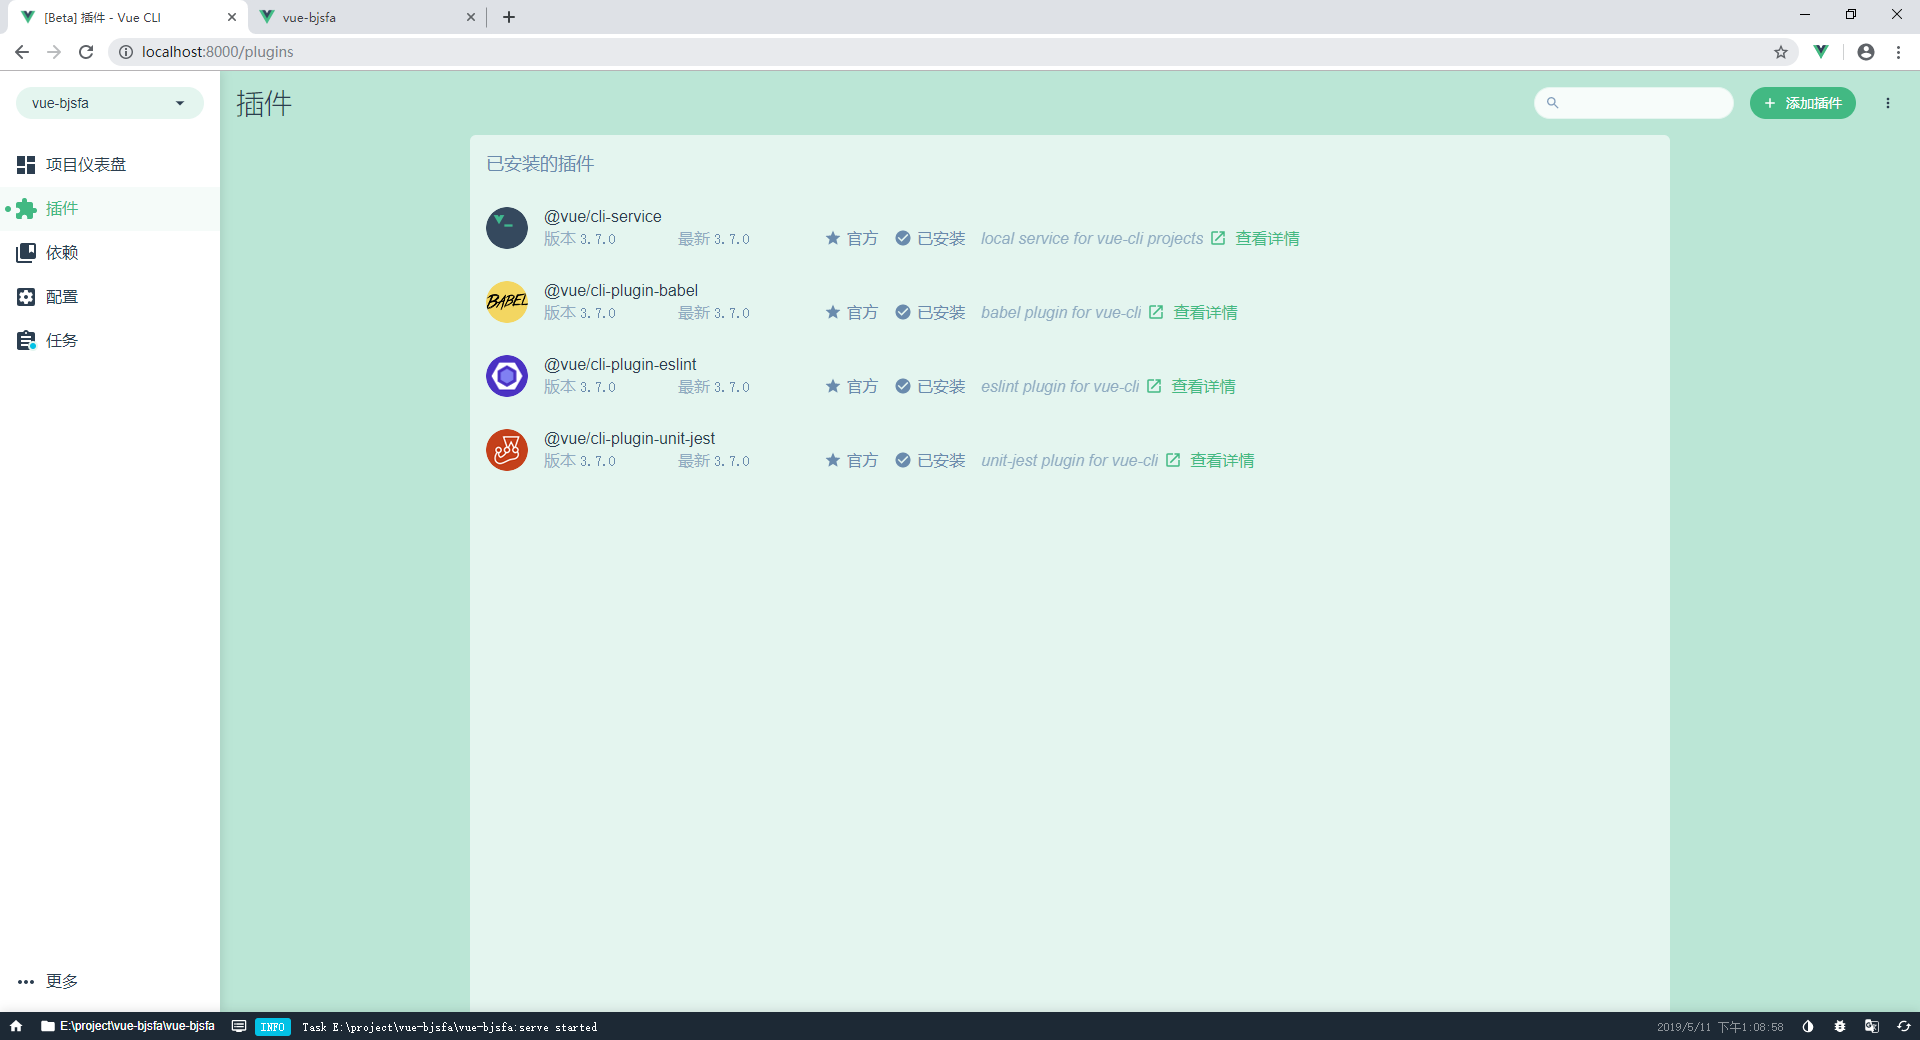 [Beta] 插件 - Vue CLI
vue-bjsfa
localhost:8000/plugins
vue-bjsfa
插件
添加插件
项目仪表盘
插件
依赖
配置
任务
更多
已安装的插件
@vue/cli-service
版本 3.7.0 最新 3.7.0 官方 已安装 local service for vue-cli projects 查看详情
BABEL
@vue/cli-plugin-babel
版本 3.7.0 最新 3.7.0 官方 已安装 babel plugin for vue-cli 查看详情
@vue/cli-plugin-eslint
版本 3.7.0 最新 3.7.0 官方 已安装 eslint plugin for vue-cli 查看详情
@vue/cli-plugin-unit-jest
版本 3.7.0 最新 3.7.0 官方 已安装 unit-jest plugin for vue-cli 查看详情
E:\project\vue-bjsfa\vue-bjsfa INFO Task E:\project\vue-bjsfa\vue-bjsfa:serve started 2019/5/11 下午1:08:58